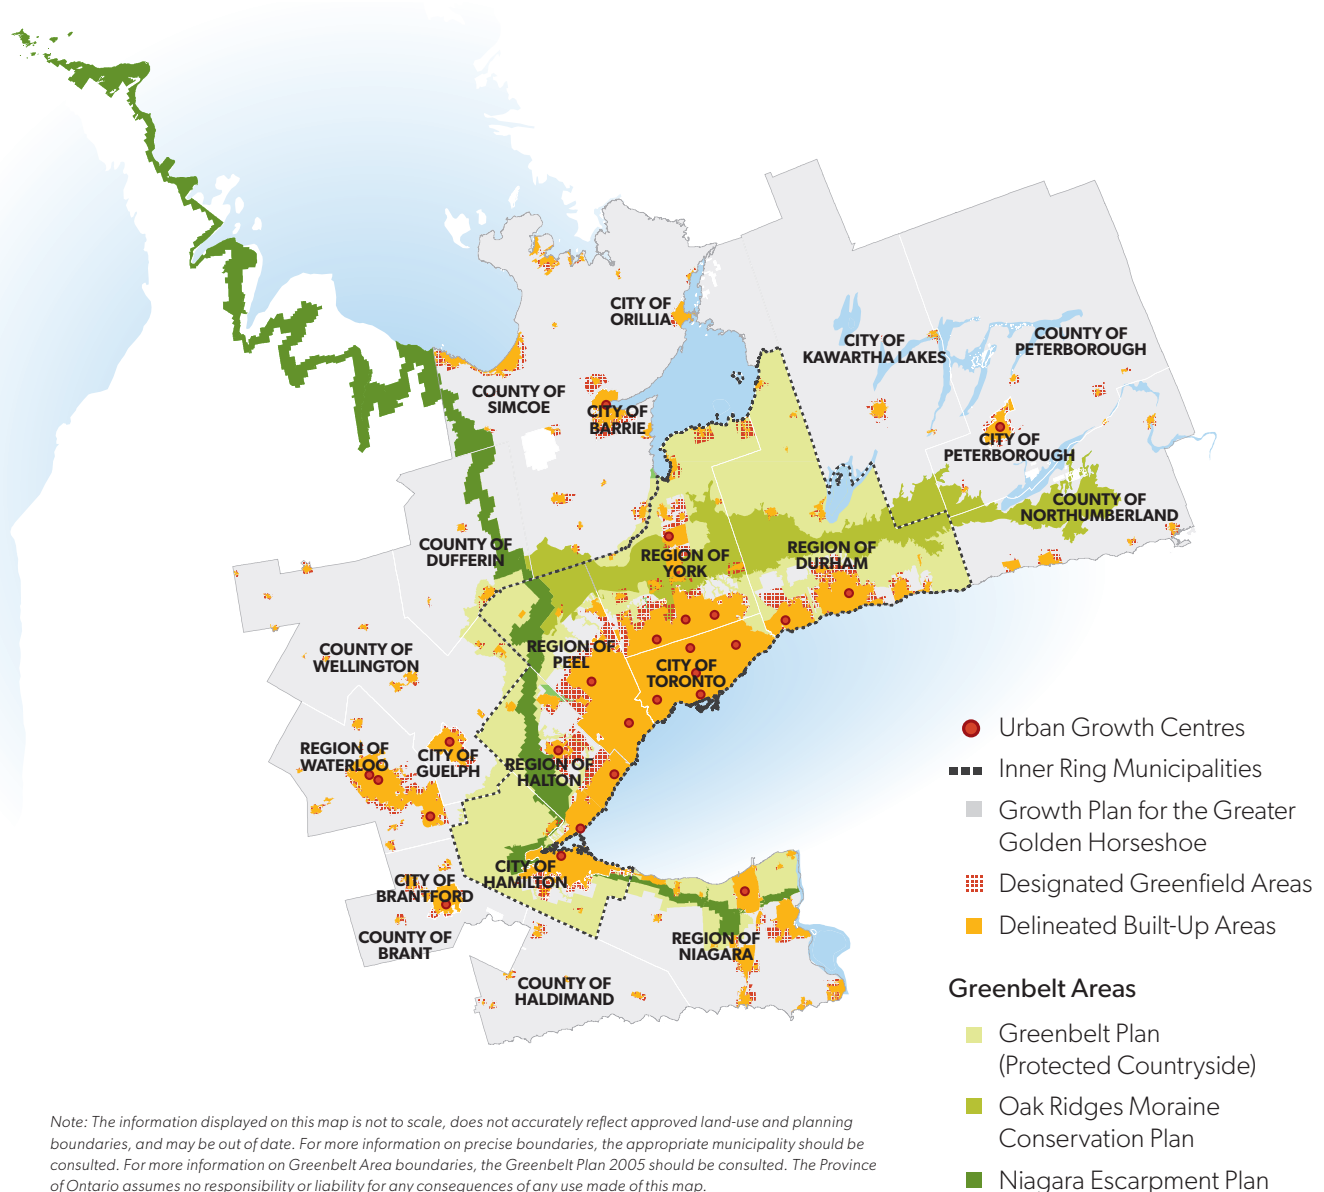 CITY OF
ORILLIA
CITY OF
KAWARTHA LAKES
COUNTY OF
PETERBOROUGH
COUNTY OF
SIMCOE
CITY OF
BARRIE
CITY OF
PETERBOROUGH
COUNTY OF
NORTHUMBERLAND
COUNTY OF
DUFFERIN
REGION OF
YORK
REGION OF
DURHAM
COUNTY OF
WELLINGTON
REGION OF
PEEL
CITY OF
TORONTO
REGION OF
WATERLOO
CITY OF
GUELPH
REGION OF
HALTON
CITY OF
HAMILTON
CITY OF
BRANTFORD
COUNTY OF
BRANT
REGION OF
NIAGARA
COUNTY OF
HALDIMAND
Urban Growth Centres
Inner Ring Municipalities
Growth Plan for the Greater
Golden Horseshoe
Designated Greenfield Areas
Delineated Built-Up Areas
Greenbelt Areas
Greenbelt Plan
(Protected Countryside)
Oak Ridges Moraine
Conservation Plan
Niagara Escarpment Plan
Note: The information displayed on this map is not to scale, does not accurately reflect approved land-use and planning
boundaries, and may be out of date. For more information on precise boundaries, the appropriate municipality should be
consulted. For more information on Greenbelt Area boundaries, the Greenbelt Plan 2005 should be consulted. The Province
of Ontario assumes no responsibility or liability for any consequences of any use made of this map.